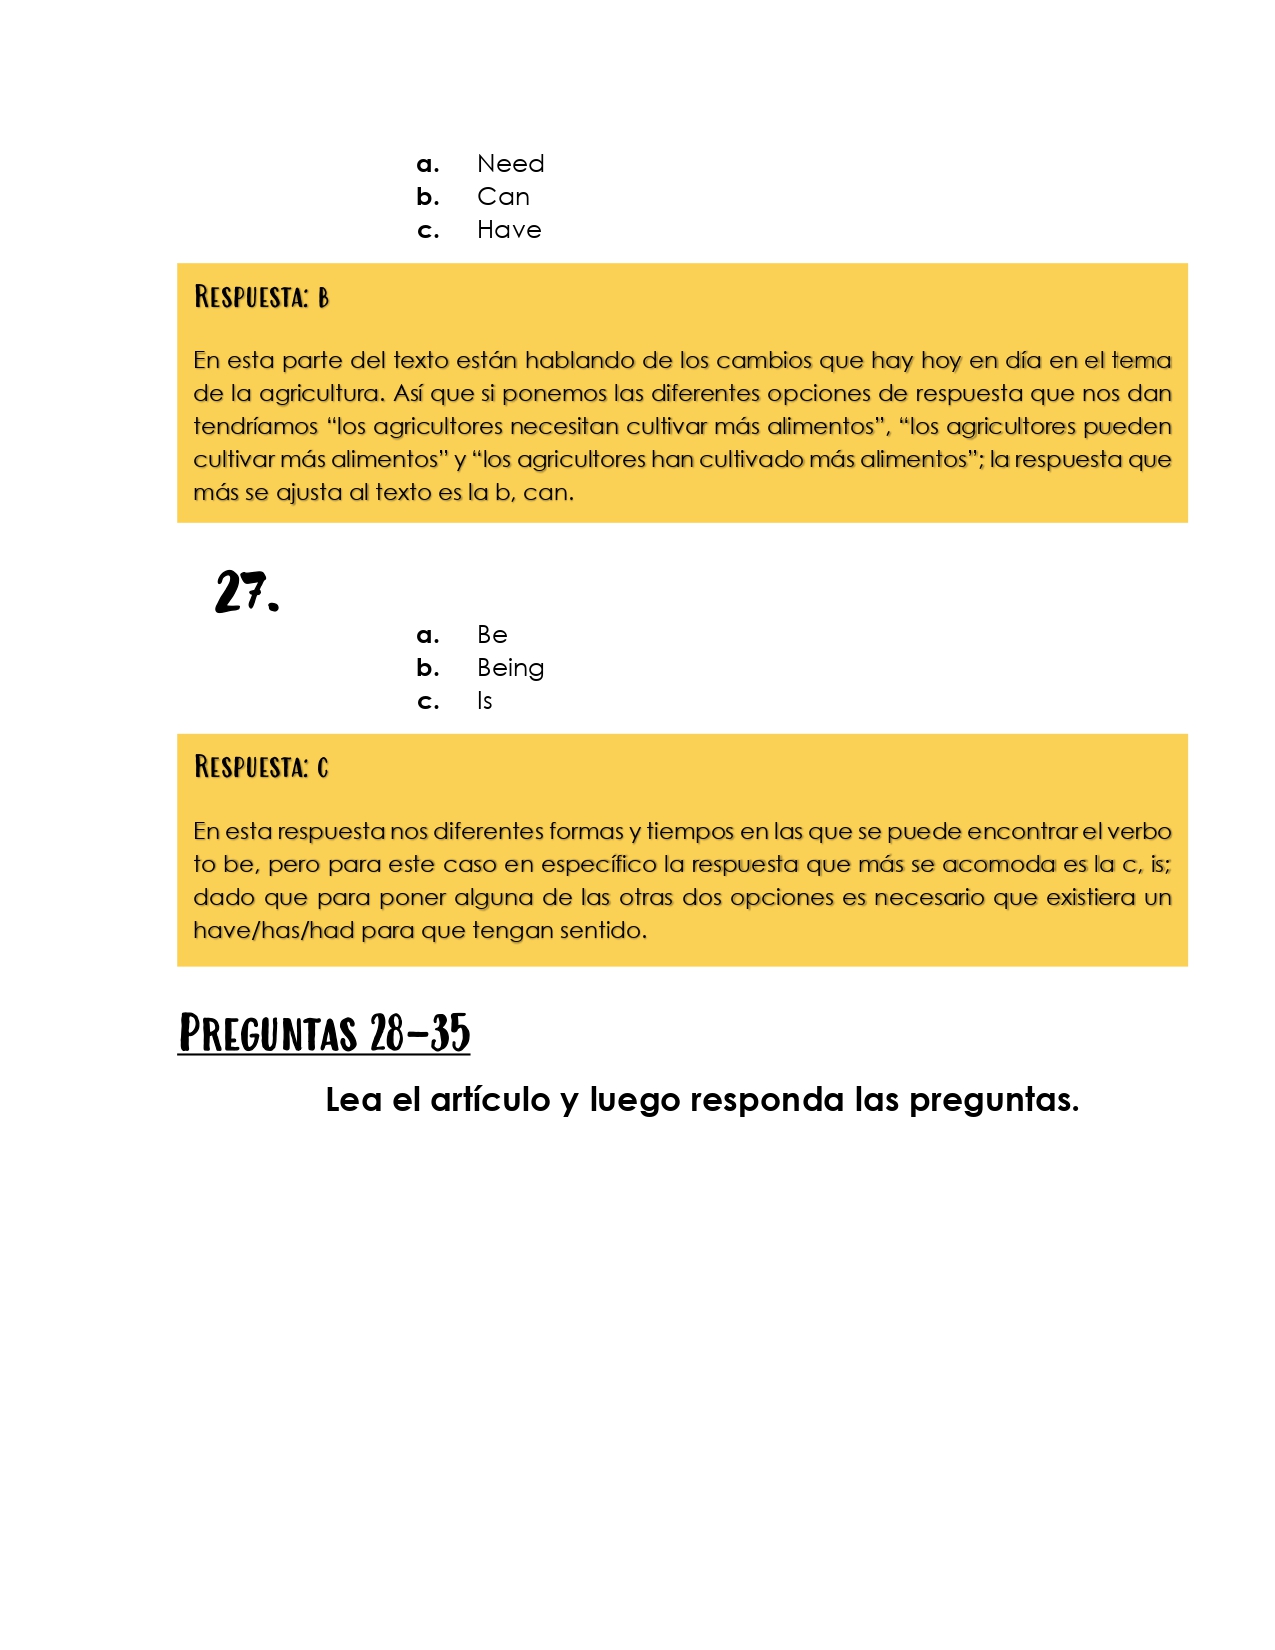 a. Need
b. Can
c. Have
Respuesta: b
En esta parte del texto están hablando de los cambios que hay hoy en día en el tema
de la agricultura. Así que si ponemos las diferentes opciones de respuesta que nos dan
tendríamos “los agricultores necesitan cultivar más alimentos”, “los agricultores pueden
cultivar más alimentos” y “los agricultores han cultivado más alimentos”; la respuesta que
más se ajusta al texto es la b, can.
27.
a. Be
b. Being
c. Is
Respuesta: c
En esta respuesta nos diferentes formas y tiempos en las que se puede encontrar el verbo
to be, pero para este caso en específico la respuesta que más se acomoda es la c, is;
dado que para poner alguna de las otras dos opciones es necesario que existiera un
have/has/had para que tengan sentido.
Preguntas 28-35
Lea el artículo y luego responda las preguntas.